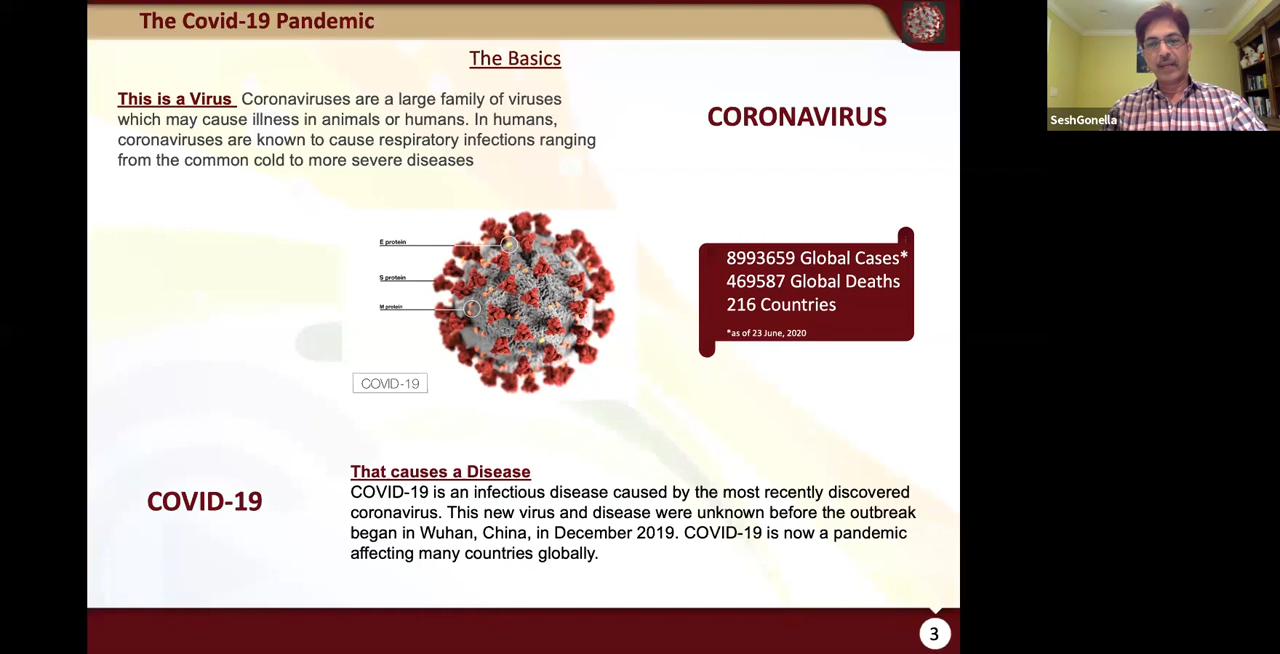 The Covid-19 Pandemic
The Basics
This is a Virus  Coronaviruses are a large family of viruses
which may cause illness in animals or humans. In humans,
coronaviruses are known to cause respiratory infections ranging
from the common cold to more severe diseases
CORONAVIRUS
SeshGonella
E protein
S protein
M protein
COVID-19
8993659 Global Cases*
469587 Global Deaths
216 Countries
*as of 23 June, 2020
COVID-19
That causes a Disease
COVID-19 is an infectious disease caused by the most recently discovered
coronavirus. This new virus and disease were unknown before the outbreak
began in Wuhan, China, in December 2019. COVID-19 is now a pandemic
affecting many countries globally.
3